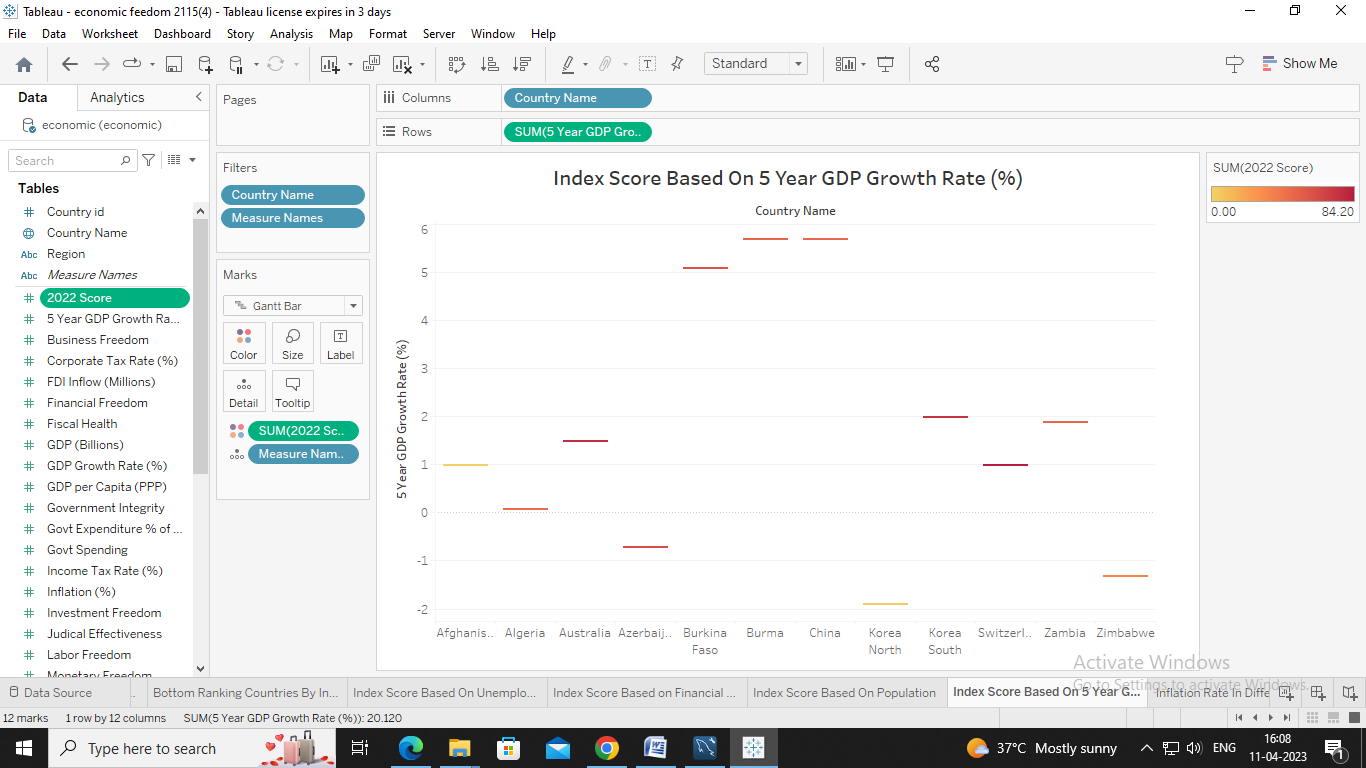 Tableau - economic feedom 2115(4) - Tableau license expires in 3 days
File Data Worksheet Dashboard Story Analysis Map Format Server Window Help
Standard
Show Me
Data Analytics
economic (economic)
Search
Tables
Country id
Country Name
Abc Region
Abc Measure Names
2022 Score
5 Year GDP Growth Ra...
Business Freedom
Corporate Tax Rate (%)
FDI Inflow (Millions)
Financial Freedom
Fiscal Health
GDP (Billions)
GDP Growth Rate (%)
GDP per Capita (PPP)
Government Integrity
Govt Expenditure % of ...
Govt Spending
Income Tax Rate (%)
Inflation (%)
Investment Freedom
Judical Effectiveness
Labor Freedom
Monetary Freedom
Pages
Filters
Country Name
Measure Names
Marks
Gantt Bar
Color Size Label
Detail Tooltip
SUM(2022 Sc..
Measure Nam..
Columns Country Name
Rows SUM(5 Year GDP Gro..
Index Score Based On 5 Year GDP Growth Rate (%)
Country Name
5 Year GDP Growth Rate (%)
6
5
4
3
2
1
0
-1
-2
Afghanis.. Algeria Australia Azerbaij.. Burkina Faso Burma China Korea North Korea South Switzerl.. Zambia Zimbabwe
SUM(2022 Score)
0.00 84.20
Activate Windows
Go to Settings to activate Windows.
Data Source Bottom Ranking Countries By In... Index Score Based On Unemplo... Index Score Based on Financial ... Index Score Based On Population Index Score Based On 5 Year G... Inflation Rate In Diffe
12 marks 1 row by 12 columns SUM(5 Year GDP Growth Rate (%)): 20.120
Type here to search
37°C Mostly sunny
ENG
16:08
11-04-2023
1